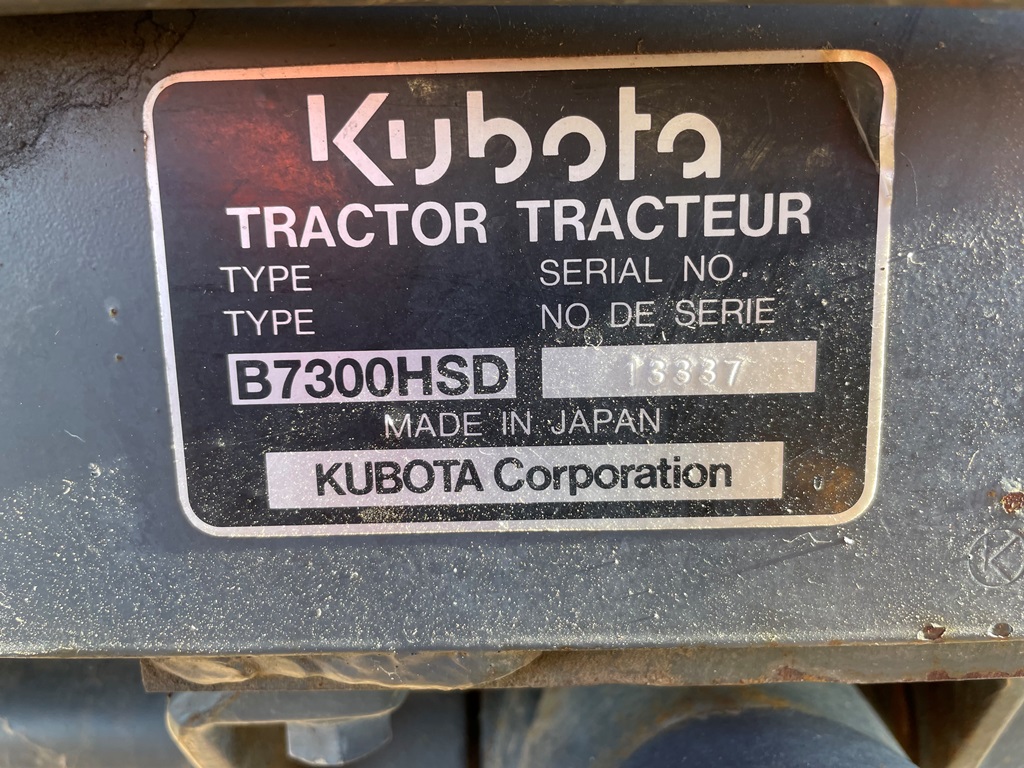 Kubota
TRACTOR TRACTEUR
TYPE SERIAL NO.
TYPE NO DE SERIE
B7300HSD 13337
MADE IN JAPAN
KUBOTA Corporation
K